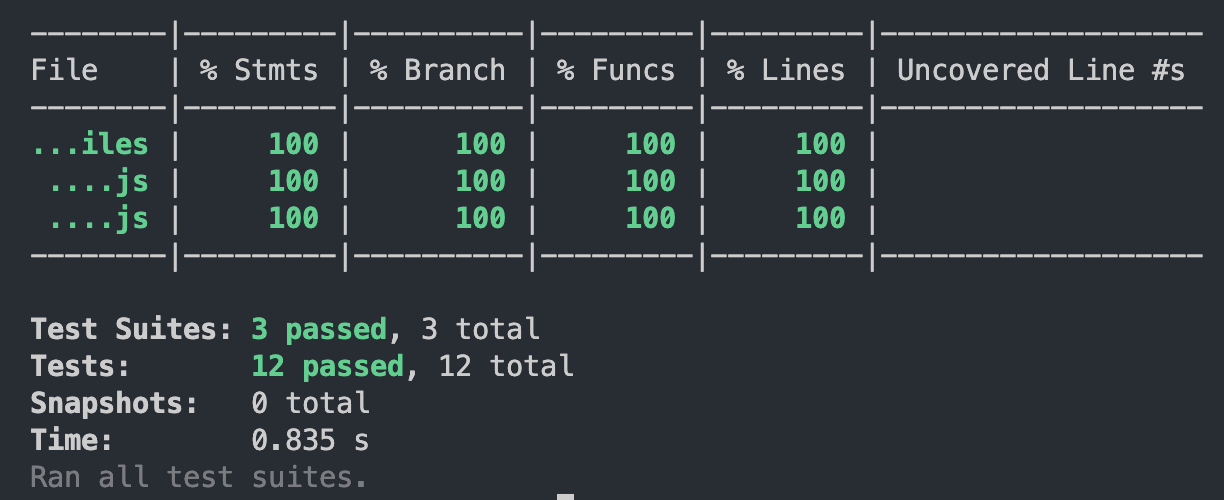 --------|---------|----------|---------|---------|-------------------
File    | % Stmts | % Branch | % Funcs | % Lines | Uncovered Line #s
--------|---------|----------|---------|---------|-------------------
...iles |     100 |      100 |     100 |     100 |
 ....js |     100 |      100 |     100 |     100 |
 ....js |     100 |      100 |     100 |     100 |
--------|---------|----------|---------|---------|-------------------
Test Suites: 3 passed, 3 total
Tests:       12 passed, 12 total
Snapshots:   0 total
Time:        0.835 s
Ran all test suites.